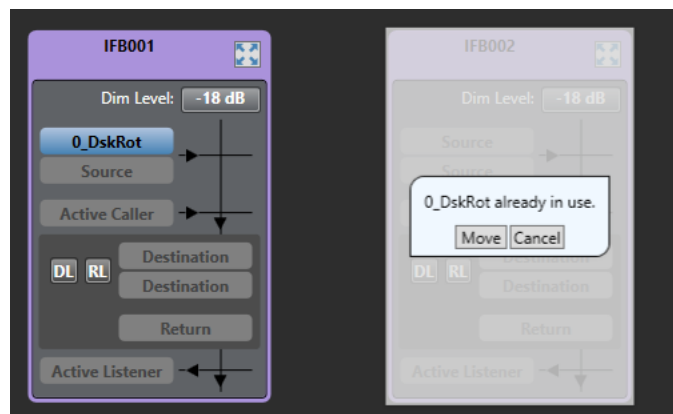 IFB001
Dim Level: -18 dB
0_DskRot
Source
Active Caller
Destination
DL RL
Destination
Return
Active Listener
IFB002
Dim Level: -18 dB
Source
Source
0_DskRot already in use.
Move Cancel
Destination
DL RL
Destination
Return
Active Listener